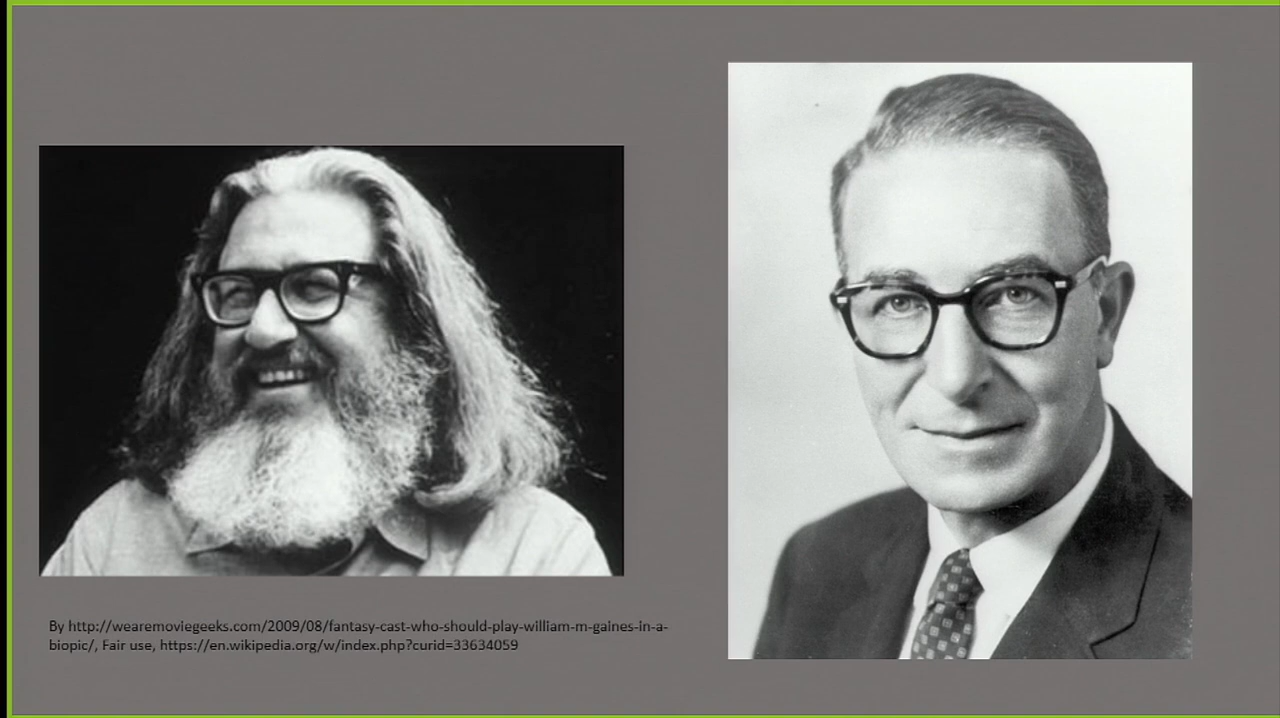 By http://wearemoviegeeks.com/2009/08/fantasy-cast-who-should-play-william-m-gaines-in-a-
biopic/, Fair use, https://en.wikipedia.org/w/index.php?curid=33634059